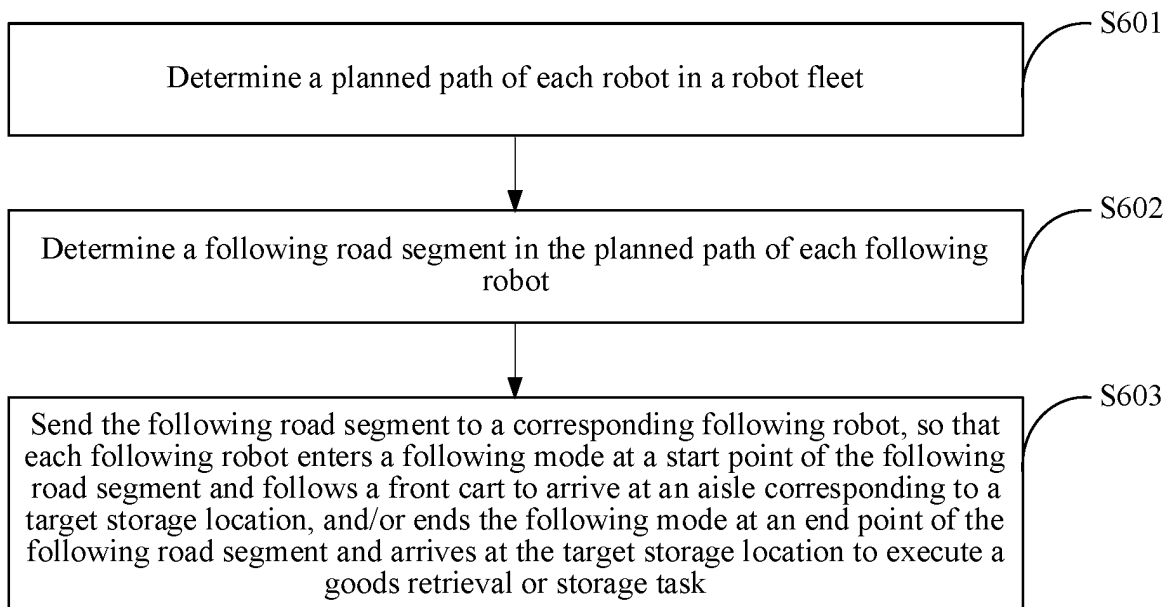 S601
Determine a planned path of each robot in a robot fleet
S602
Determine a following road segment in the planned path of each following
robot
S603
Send the following road segment to a corresponding following robot, so that
each following robot enters a following mode at a start point of the following
road segment and follows a front cart to arrive at an aisle corresponding to a
target storage location, and/or ends the following mode at an end point of the
following road segment and arrives at the target storage location to execute a
goods retrieval or storage task